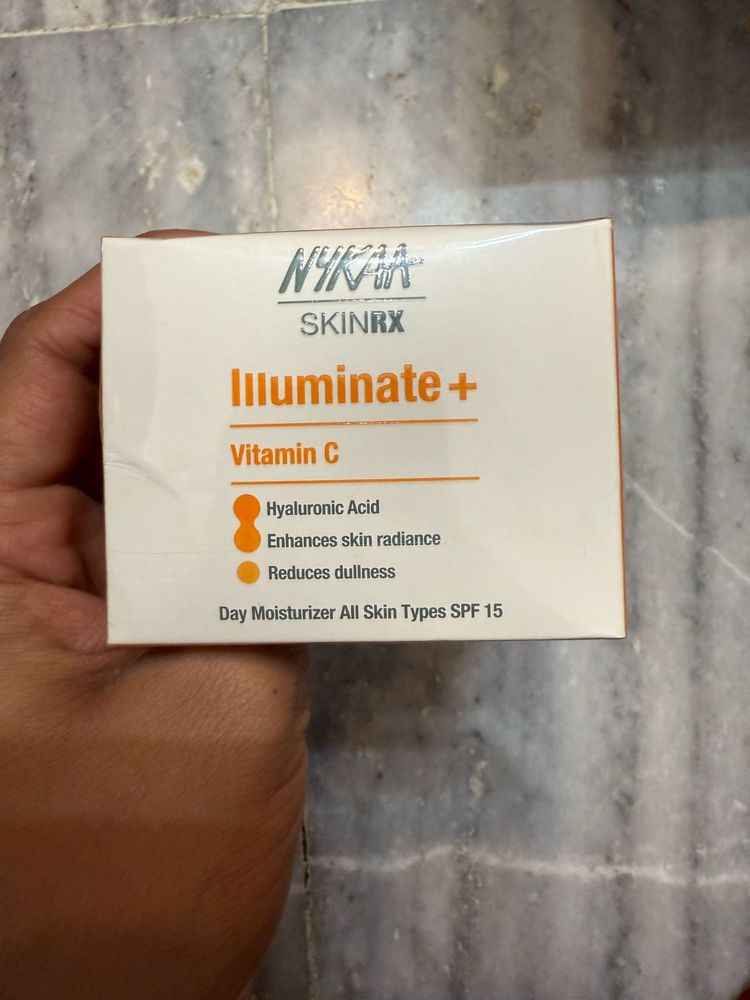 NYKAA
SKINRX
Illuminate +
Vitamin C
Hyaluronic Acid
Enhances skin radiance
Reduces dullness
Day Moisturizer All Skin Types SPF 15